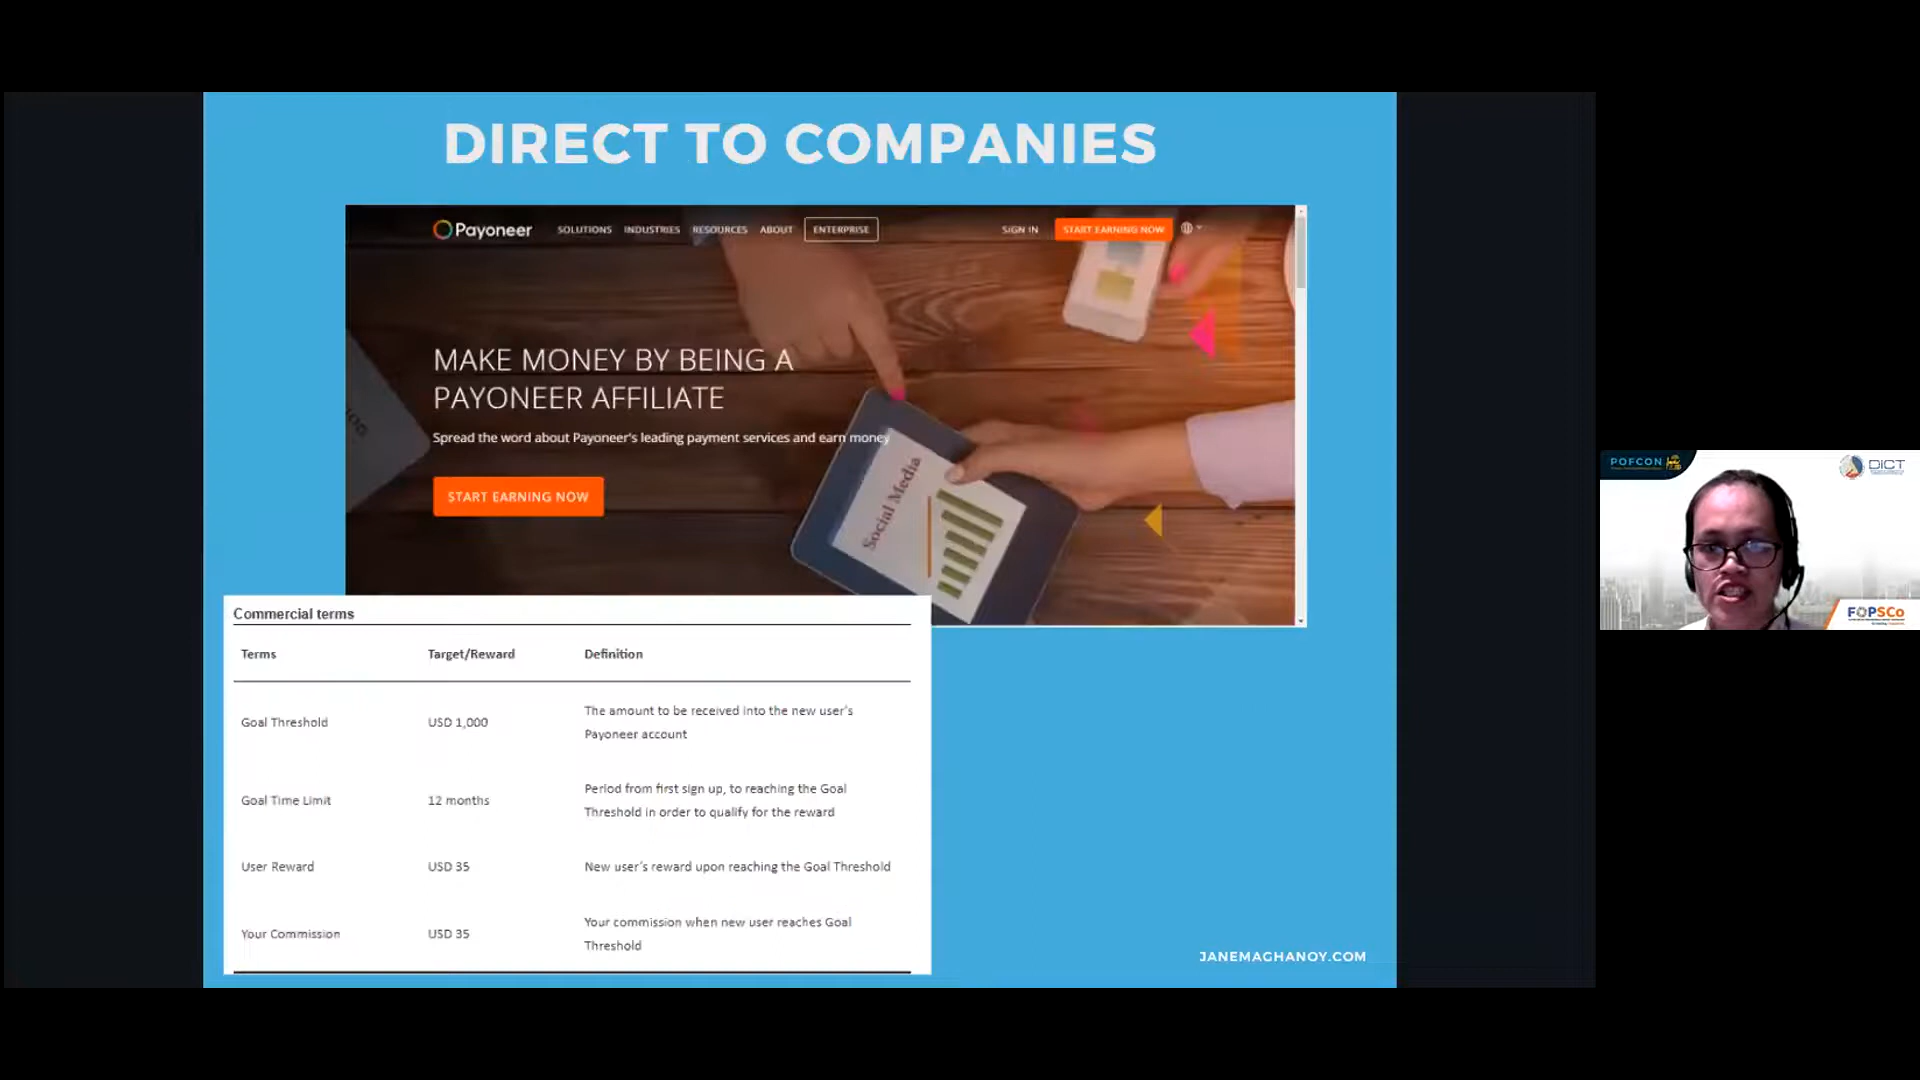 DIRECT TO COMPANIES
Payoneer SOLUTIONS INDUSTRIES RESOURCES ABOUT ENTERPRISE SIGN IN START EARNING NOW
MAKE MONEY BY BEING A
PAYONEER AFFILIATE
Spread the word about Payoneer's leading payment services and earn money
START EARNING NOW
Social Media
Commercial terms
Terms Target/Reward Definition
Goal Threshold USD 1,000 The amount to be received into the new user's
Payoneer account
Goal Time Limit 12 months Period from first sign up, to reaching the Goal
Threshold in order to qualify for the reward
User Reward USD 35 New user's reward upon reaching the Goal Threshold
Your Commission USD 35 Your commission when new user reaches Goal
Threshold
JANEMAGHANOY.COM
POFCON
DICT
FOPSCo